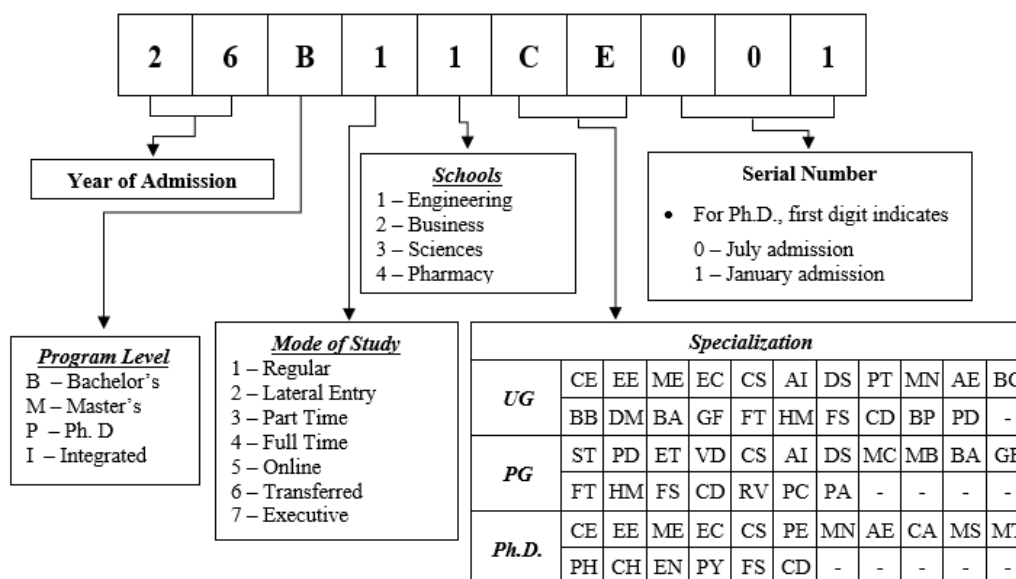 2 6 B 1 1 C E 0 0 1
Year of Admission
Schools
1 – Engineering
2 – Business
3 – Sciences
4 – Pharmacy
Serial Number
• For Ph.D., first digit indicates
0 – July admission
1 – January admission
Program Level
B – Bachelor's
M – Master's
P – Ph. D
I – Integrated
Mode of Study
1 – Regular
2 – Lateral Entry
3 – Part Time
4 – Full Time
5 – Online
6 – Transferred
7 – Executive
Specialization
UG
CE EE ME EC CS AI DS PT MN AE
BB DM BA GF FT HM FS CD BP PD -
PG
ST PD ET VD CS AI DS MC MB BA
FT HM FS CD RV PC PA - - - -
Ph.D.
CE EE ME EC CS PE MN AE CA MS
PH CH EN PY FS CD - - - - -